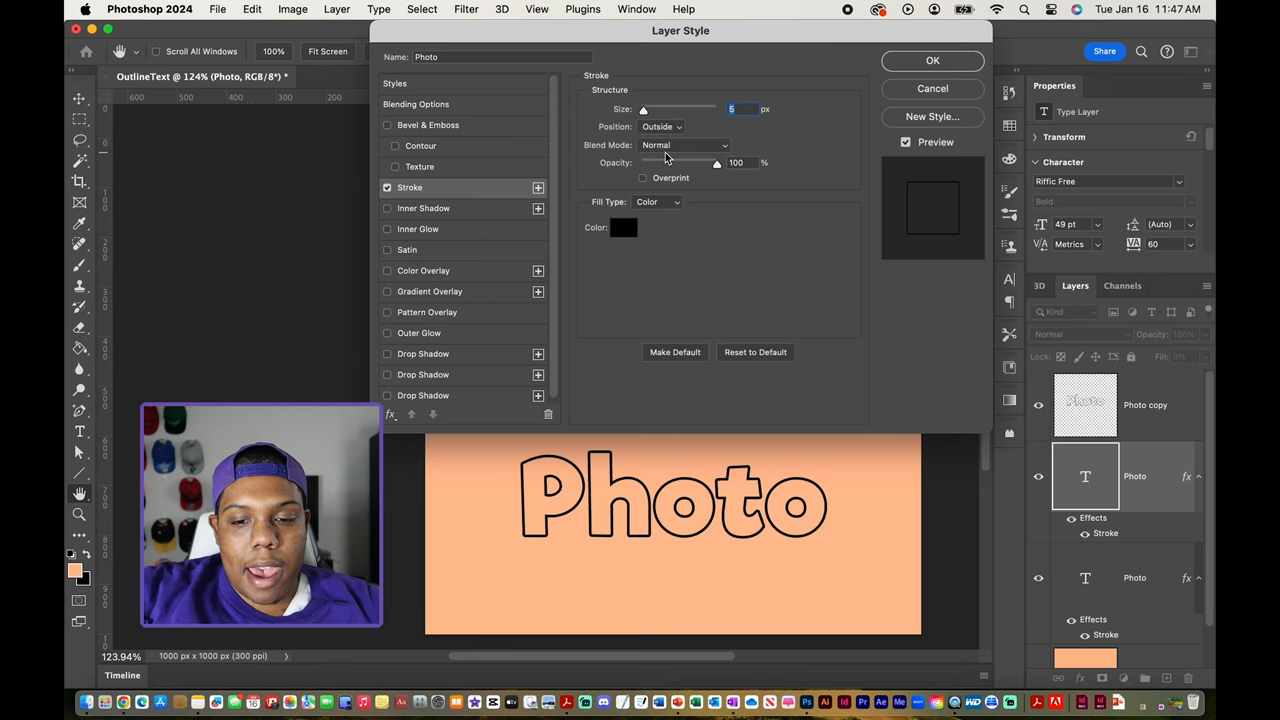 Photoshop 2024 File Edit Image Layer Type Select Filter 3D View Plugins Window Help Tue Jan 16 11:47 AM
Layer Style
Scroll All Windows 100% Fit Screen
Share
OutlineText @ 124% (Photo, RGB/8*) *
600 500 400 300 200
Name: Photo
Styles
Blending Options
Bevel & Emboss
Contour
Texture
Stroke
Inner Shadow
Inner Glow
Satin
Color Overlay
Gradient Overlay
Pattern Overlay
Outer Glow
Drop Shadow
Drop Shadow
Drop Shadow
fx
Stroke
Structure
Size: 5 px
Position: Outside
Blend Mode: Normal
Opacity: 100 %
Overprint
Fill Type: Color
Color:
Make Default Reset to Default
OK
Cancel
New Style...
Preview
Properties
T Type Layer
Transform
Character
Riffic Free
Bold
49 pt (Auto)
Metrics 60
3D Layers Channels
Kind
Normal Opacity: 100%
Lock: Fill: 0%
Photo copy
T Photo fx
Effects
Stroke
T Photo fx
Effects
Stroke
Photo
123.94% 1000 px x 1000 px (300 ppi)
Timeline